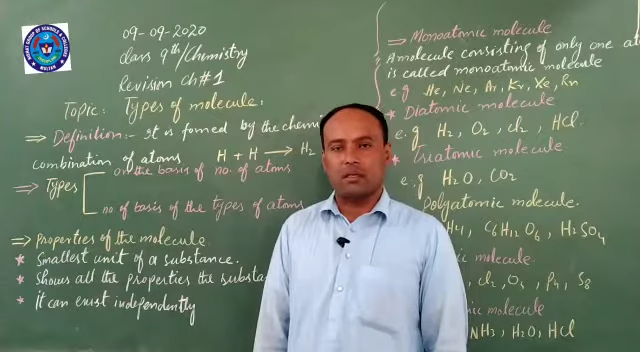 09-09-2020
class 9th/Chemistry
Revision ch#1
Topic: Types of molecule.
⇒ Definition:- It is fomed by the chemi
combination of atoms H + H ⟶ H2
⇒ Types
on the basis of no. of atoms
no of basis of the types of atoms
⇒ Properties of the molecule.
* Smallest unit of a substance.
* Shows all the properties the substa
* it can exist independently
⇒ Monoatomic molecule
A molecule consisting of only one at
is called monoatomic molecule
e.g He, Ne, Ar, Kr, Xe, Rn
* Diatomic molecule
e.g H2, O2, cl2, HCl.
* Triatomic molecule
e.g H2O, CO2
Polyatomic molecule.
H4, C6H12O6, H2SO4
ic molecule.
, cl2, O3, P4, S8
ic molecule
NH3, H2O, HCl